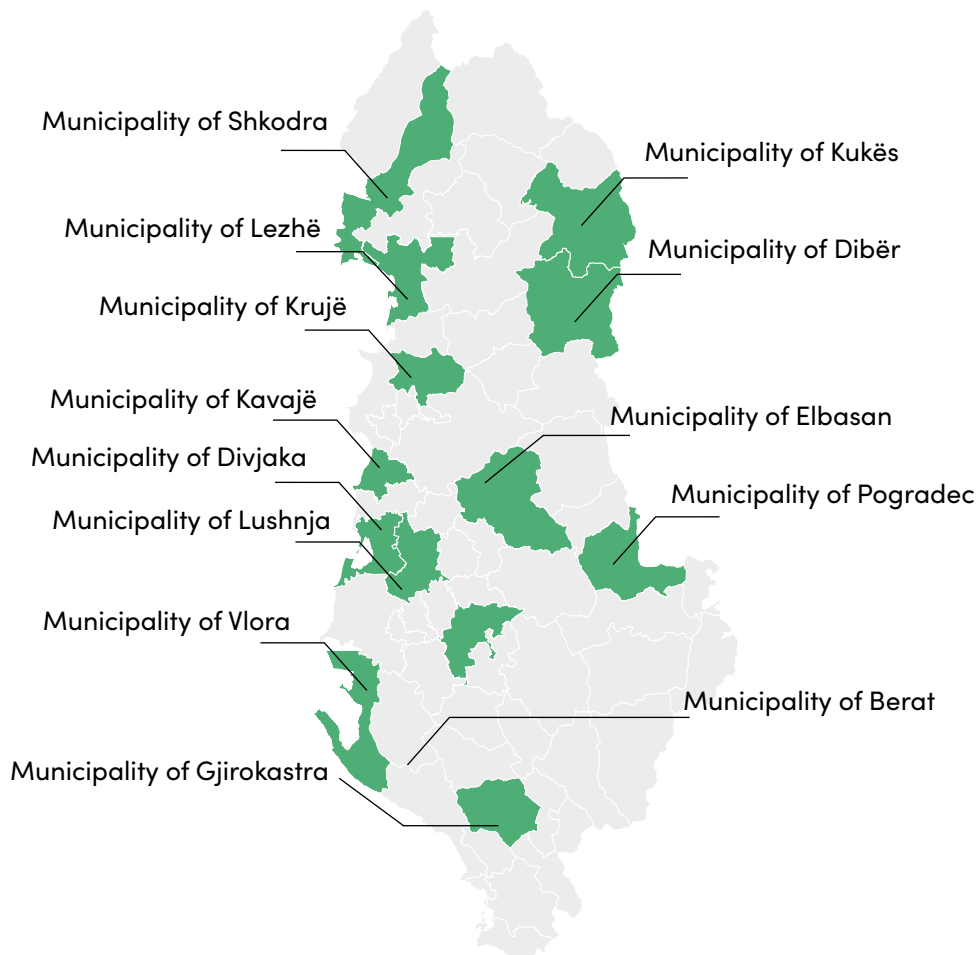 Municipality of Shkodra
Municipality of Kukës
Municipality of Lezhë
Municipality of Dibër
Municipality of Krujë
Municipality of Kavajë
Municipality of Elbasan
Municipality of Divjaka
Municipality of Pogradec
Municipality of Lushnja
Municipality of Vlora
Municipality of Berat
Municipality of Gjirokastra